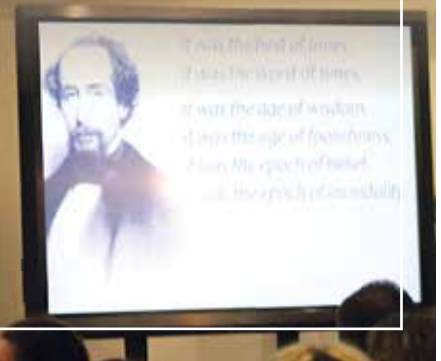 it was the best of times,
it was the worst of times,
it was the age of wisdom,
it was the age of foolishness,
it was the epoch of belief,
was the epoch of incredulity,